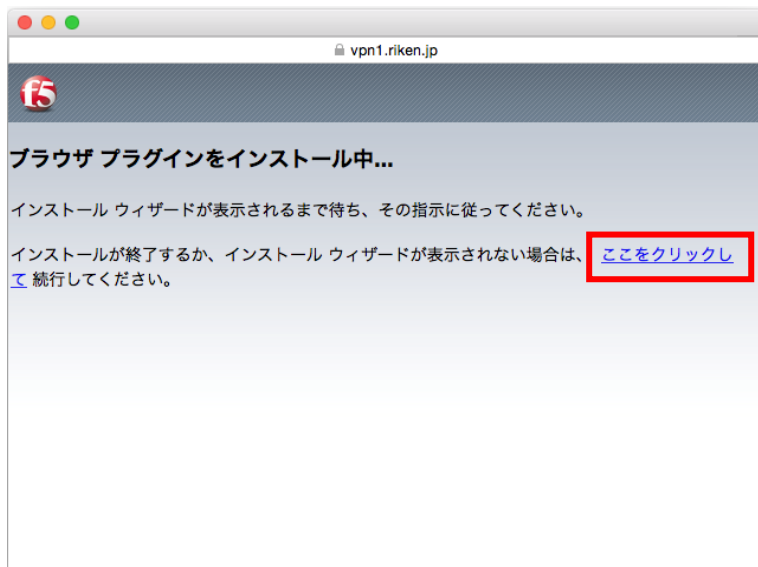 vpn1.riken.jp
f5
ブラウザ プラグインをインストール中...
インストール ウィザードが表示されるまで待ち、その指示に従ってください。
インストールが終了するか、インストール ウィザードが表示されない場合は、 ここをクリックし
て 続行してください。